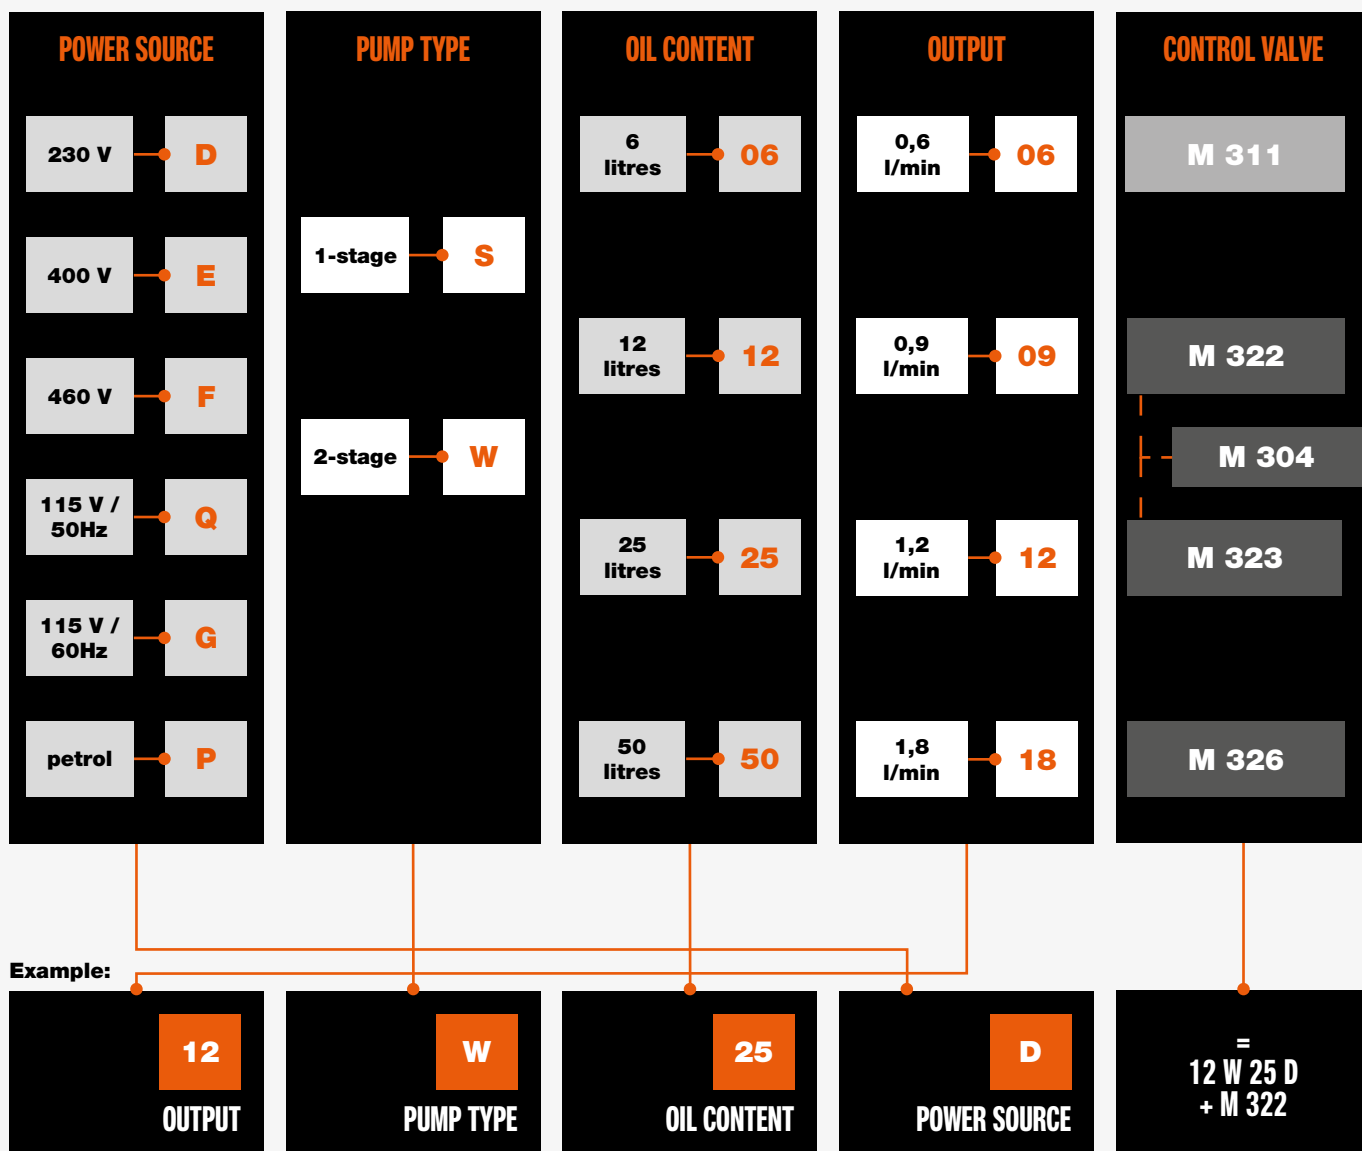 POWER SOURCE
230 V
D
400 V
E
460 V
F
115 V /
50Hz
Q
115 V /
60Hz
G
petrol
P
PUMP TYPE
1-stage
S
2-stage
W
OIL CONTENT
6
litres
06
12
litres
12
25
litres
25
50
litres
50
OUTPUT
0,6
l/min
06
0,9
l/min
09
1,2
l/min
12
1,8
l/min
18
CONTROL VALVE
M 311
M 322
M 304
M 323
M 326
Example:
12
OUTPUT
W
PUMP TYPE
25
OIL CONTENT
D
POWER SOURCE
=
12 W 25 D
+ M 322